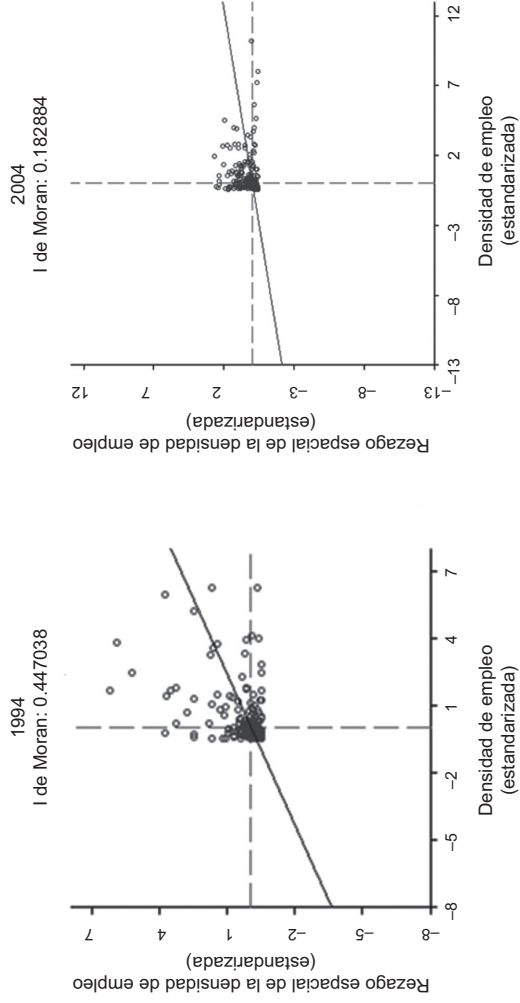 1994
I de Moran: 0.447038
Rezago espacial de la densidad de empleo
(estandarizada)
7
4
1
–2
–5
–8
–8
–5
–2
1
4
7
Densidad de empleo
(estandarizada)
2004
I de Moran: 0.182884
Rezago espacial de la densidad de empleo
(estandarizada)
12
7
2
–3
–8
–13
–13
–8
–3
2
7
12
Densidad de empleo
(estandarizada)